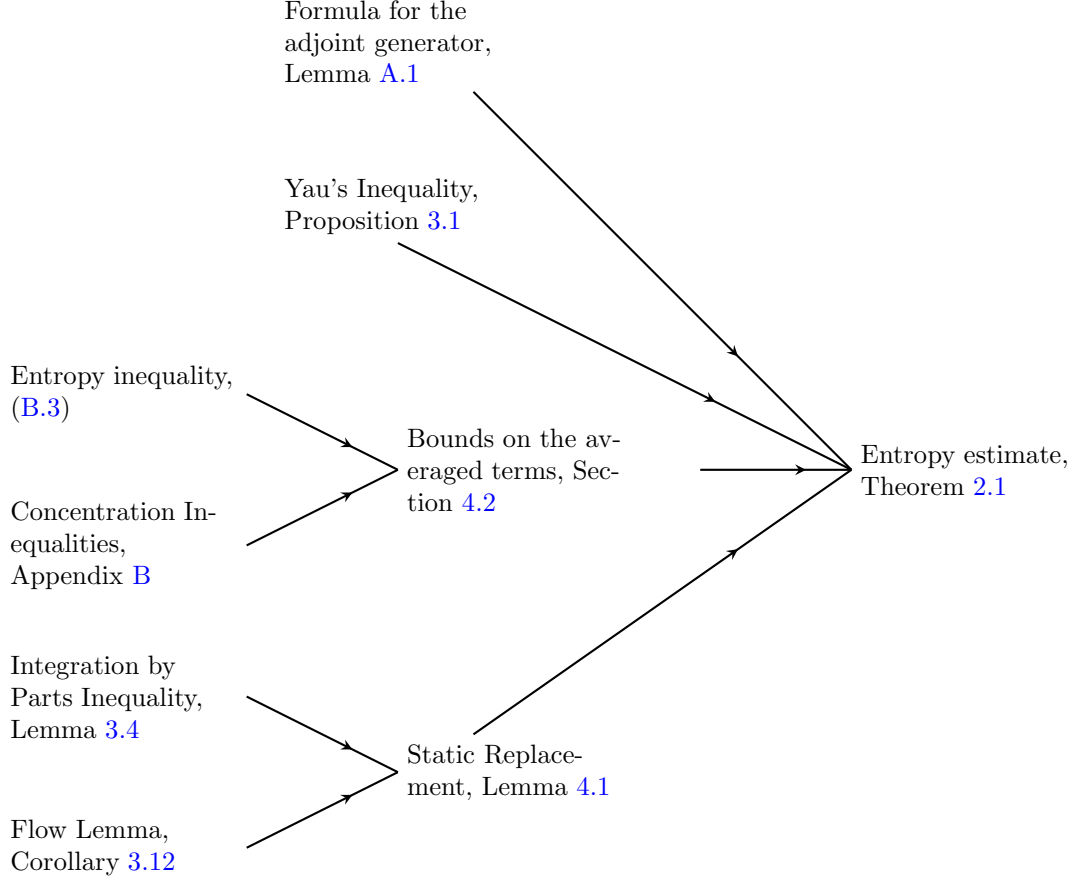 Formula for the
adjoint generator,
Lemma A.1
Yau's Inequality,
Proposition 3.1
Entropy inequality,
(B.3)
Bounds on the av-
eraged terms, Sec-
tion 4.2
Entropy estimate,
Theorem 2.1
Concentration In-
equalities,
Appendix B
Integration by
Parts Inequality,
Lemma 3.4
Static Replace-
ment, Lemma 4.1
Flow Lemma,
Corollary 3.12